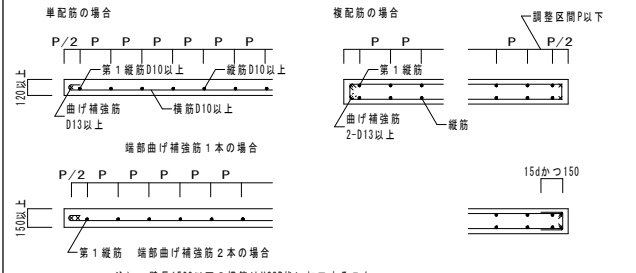 単配筋の場合
複配筋の場合
調整区間P以下
P/2 P P P P P P
P P P P/2
第１縦筋D10以上
縦筋D10以上
第１縦筋
120以上
曲げ補強筋
D13以上
横筋D10以上
曲げ補強筋
2-D13以上
縦筋
端部曲げ補強筋１本の場合
P/2 P P P P
15dかつ150
150以上
第１縦筋 端部曲げ補強筋２本の場合